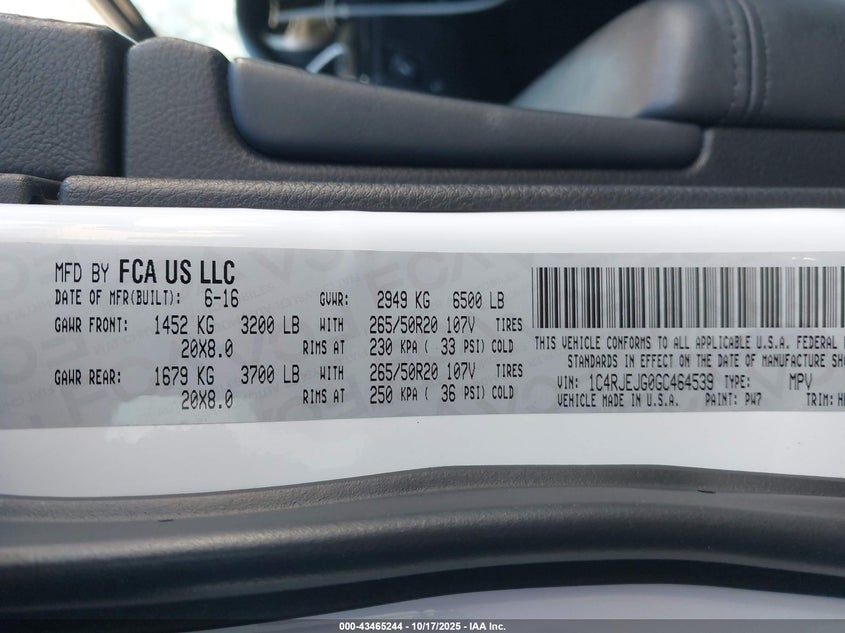 MFD BY FCA US LLC
DATE OF MFR(BUILT): 6-16 GVWR: 2949 KG 6500 LB
GAWR FRONT: 1452 KG 3200 LB WITH 265/50R20 107V TIRES
20X8.0 RIMS AT 230 KPA ( 33 PSI) COLD
GAWR REAR: 1679 KG 3700 LB WITH 265/50R20 107V TIRES
20X8.0 RIMS AT 250 KPA ( 36 PSI) COLD
THIS VEHICLE CONFORMS TO ALL APPLICABLE U.S.A. FEDERAL
STANDARDS IN EFFECT ON THE DATE OF MANUFACTURE SHO
VIN: 1C4RJEJG0GC464539 TYPE: MPV
VEHICLE MADE IN U.S.A. PAINT: PW7 TRIM:
000-43465244 - 10/17/2025 - IAA Inc.